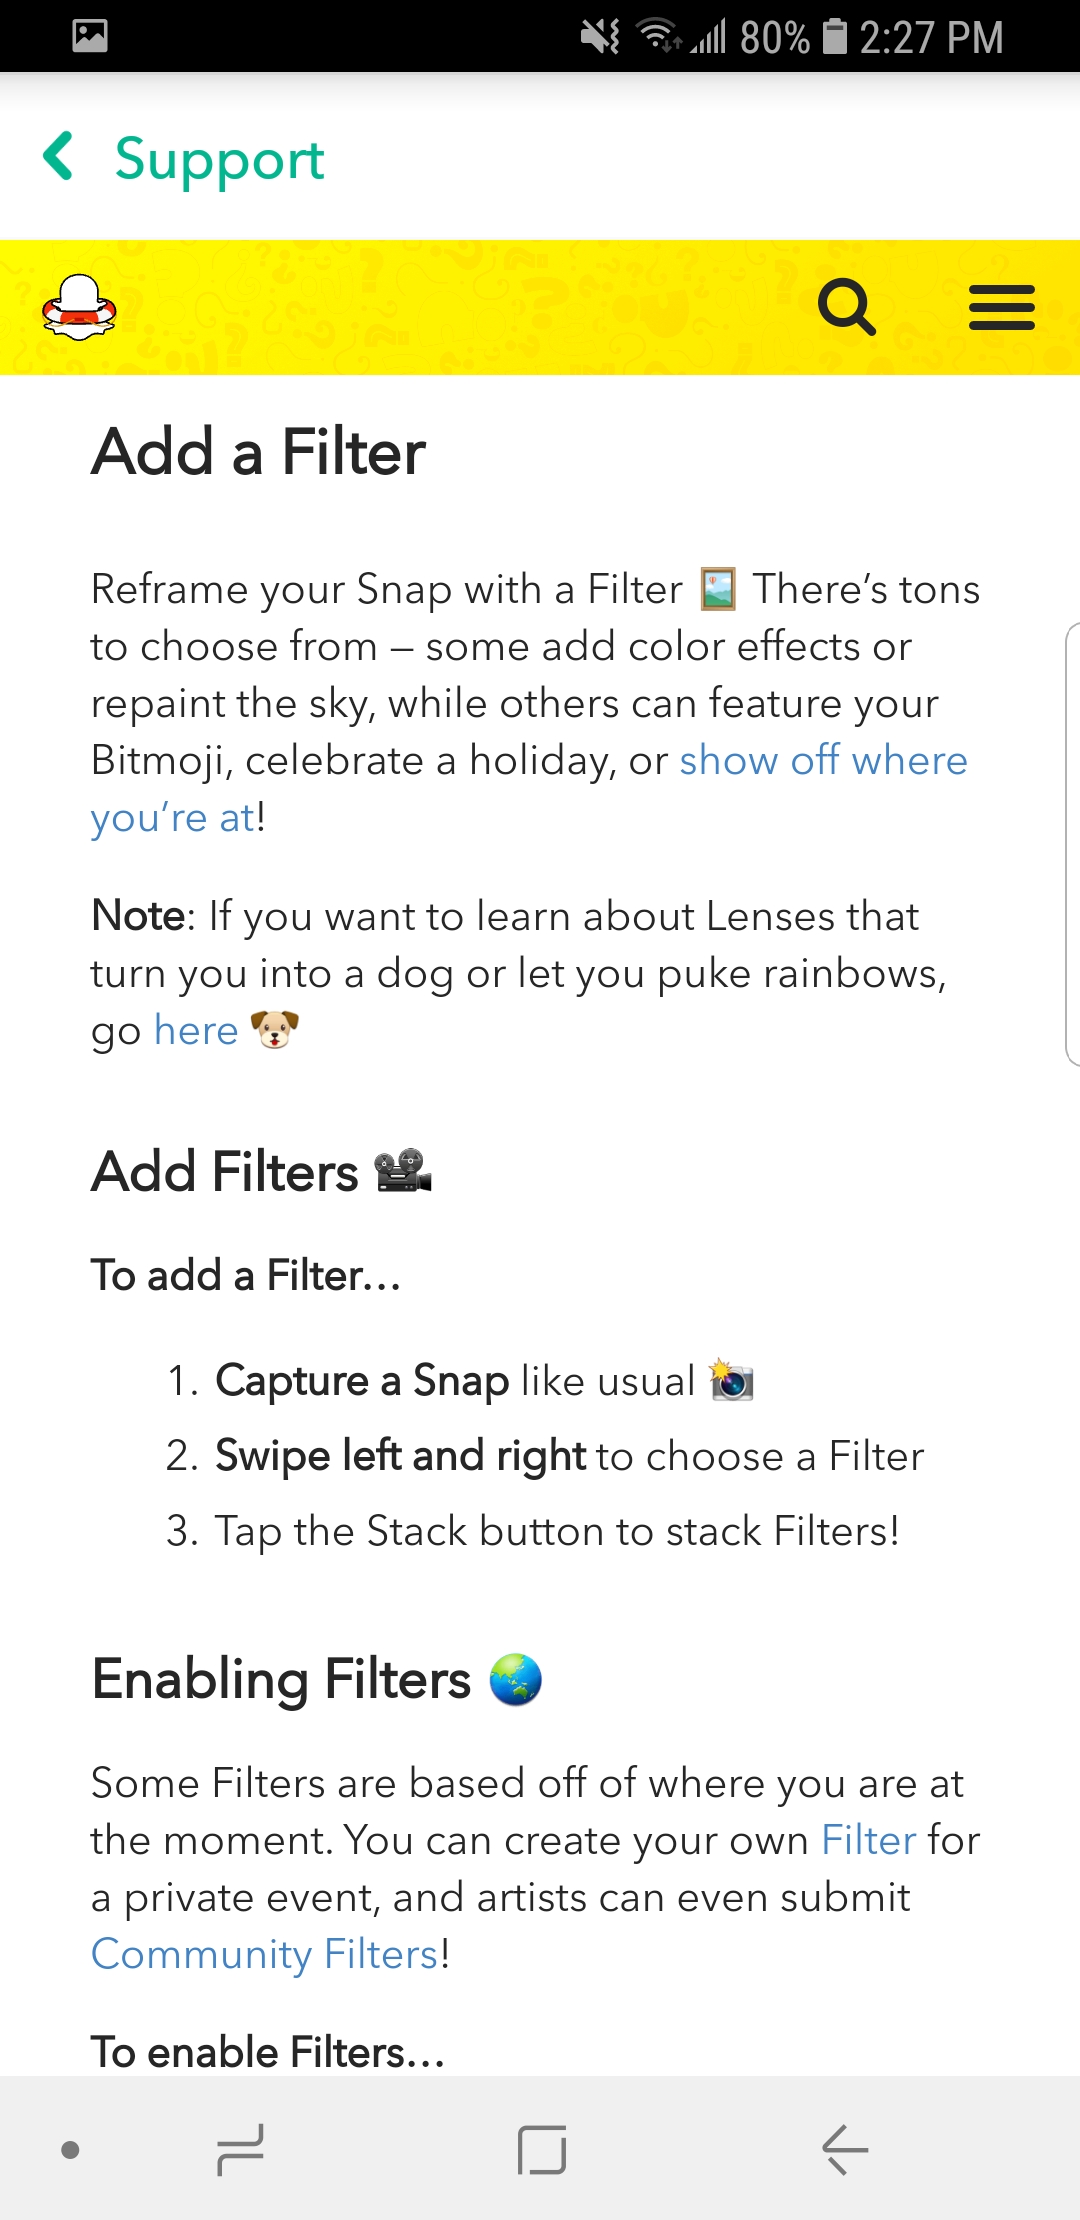 80% 2:27 PM
Support
Add a Filter
Reframe your Snap with a Filter 🖼️ There’s tons
to choose from – some add color effects or
repaint the sky, while others can feature your
Bitmoji, celebrate a holiday, or show off where
you’re at!
Note: If you want to learn about Lenses that
turn you into a dog or let you puke rainbows,
go here 🐶
Add Filters 🎥
To add a Filter...
1. Capture a Snap like usual 📸
2. Swipe left and right to choose a Filter
3. Tap the Stack button to stack Filters!
Enabling Filters 🌏
Some Filters are based off of where you are at
the moment. You can create your own Filter for
a private event, and artists can even submit
Community Filters!
To enable Filters...